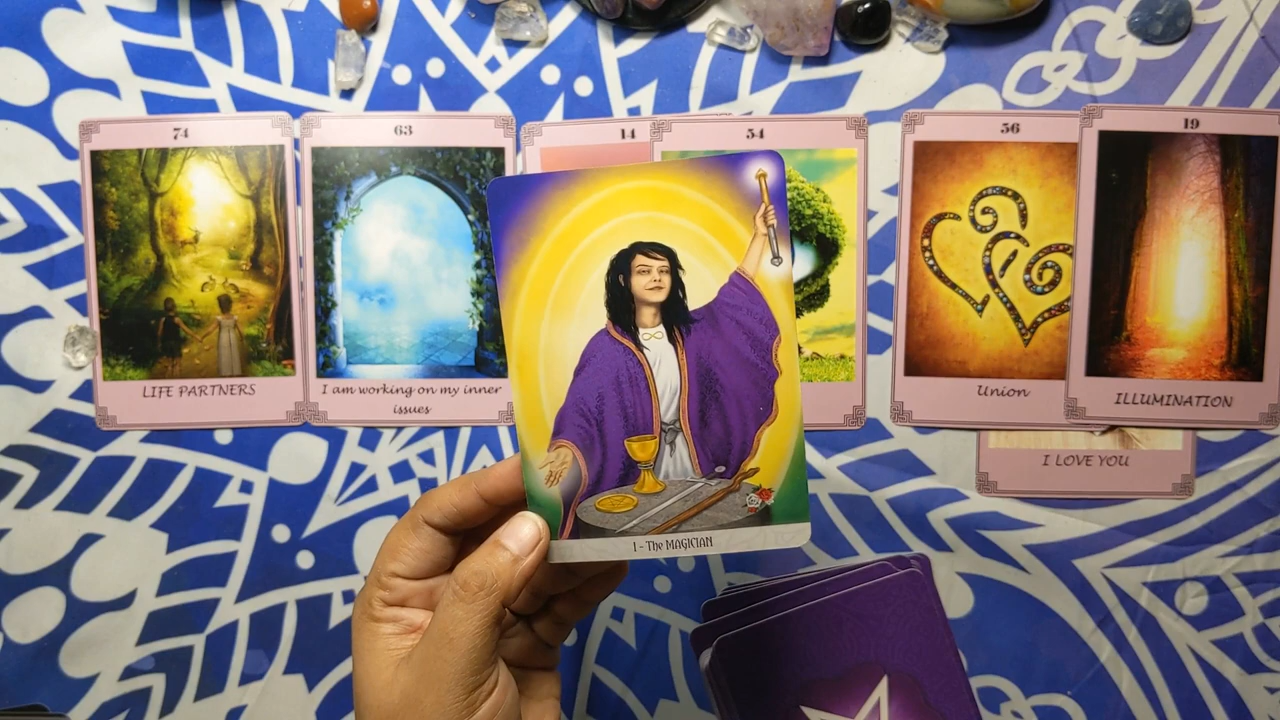 74
63
14
54
56
19
LIFE PARTNERS
I am working on my inner
issues
Union
ILLUMINATION
I LOVE YOU
I - The MAGICIAN